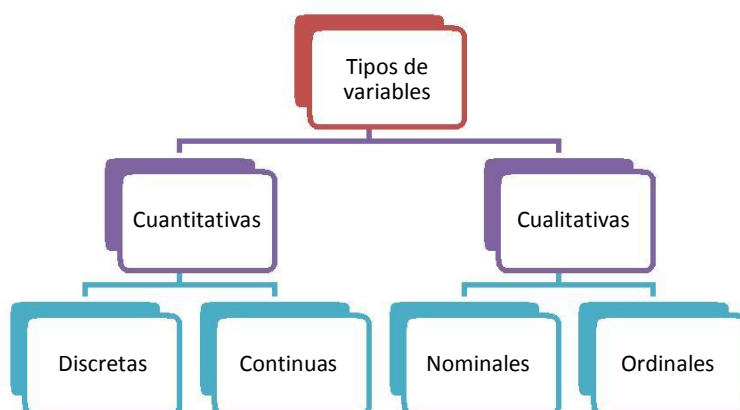 Tipos de
variables
Cuantitativas
Cualitativas
Discretas
Continuas
Nominales
Ordinales